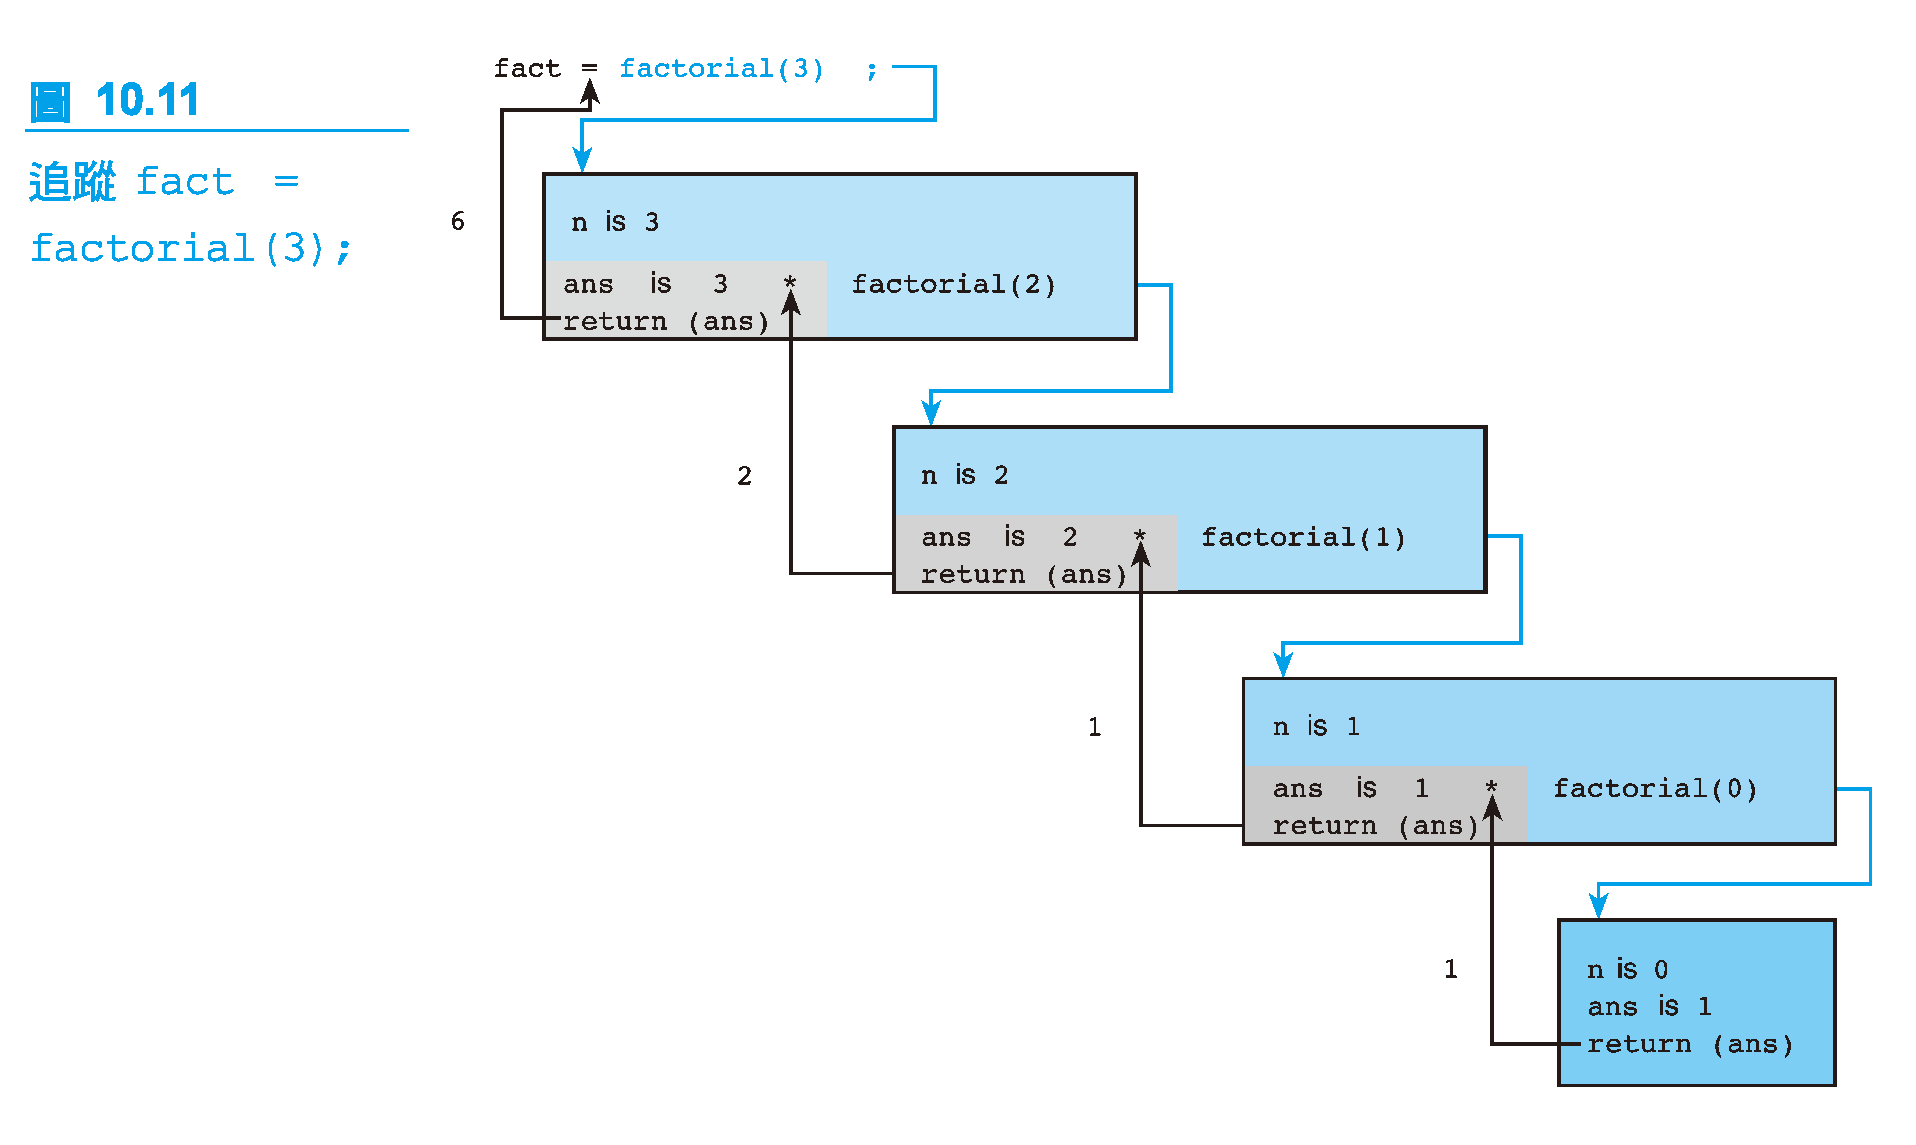 圖 10.11
追蹤 fact =
factorial(3);
fact = factorial(3) ;
6
n is 3
ans is 3 * factorial(2)
return (ans)
2
n is 2
ans is 2 * factorial(1)
return (ans)
1
n is 1
ans is 1 * factorial(0)
return (ans)
1
n is 0
ans is 1
return (ans)